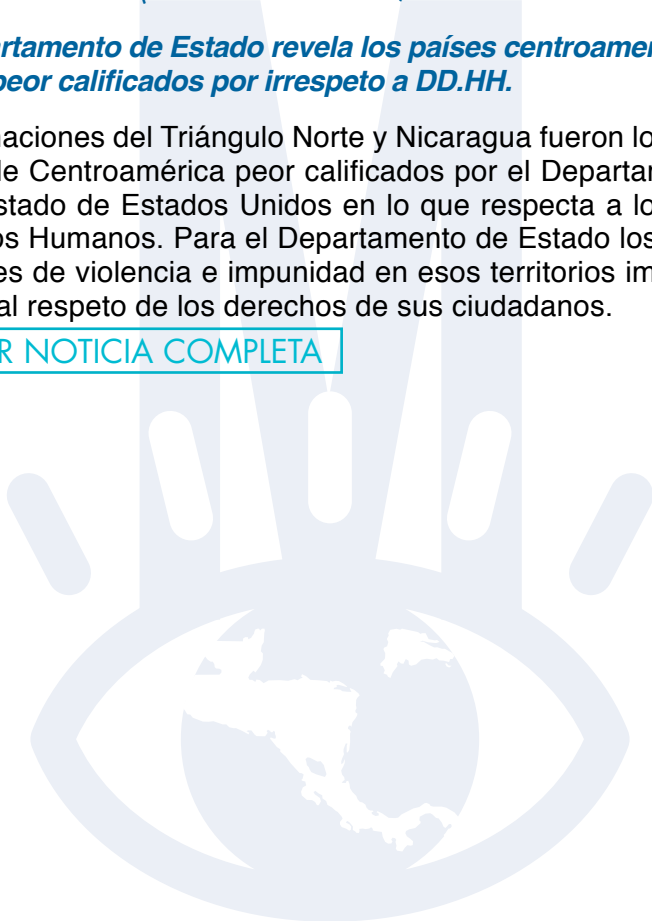 artamento de Estado revela los países centroamer
peor calificados por irrespeto a DD.HH.
naciones del Triángulo Norte y Nicaragua fueron lo
de Centroamérica peor calificados por el Departar
stado de Estados Unidos en lo que respecta a lo
os Humanos. Para el Departamento de Estado los
es de violencia e impunidad en esos territorios im
al respeto de los derechos de sus ciudadanos.
R NOTICIA COMPLETA